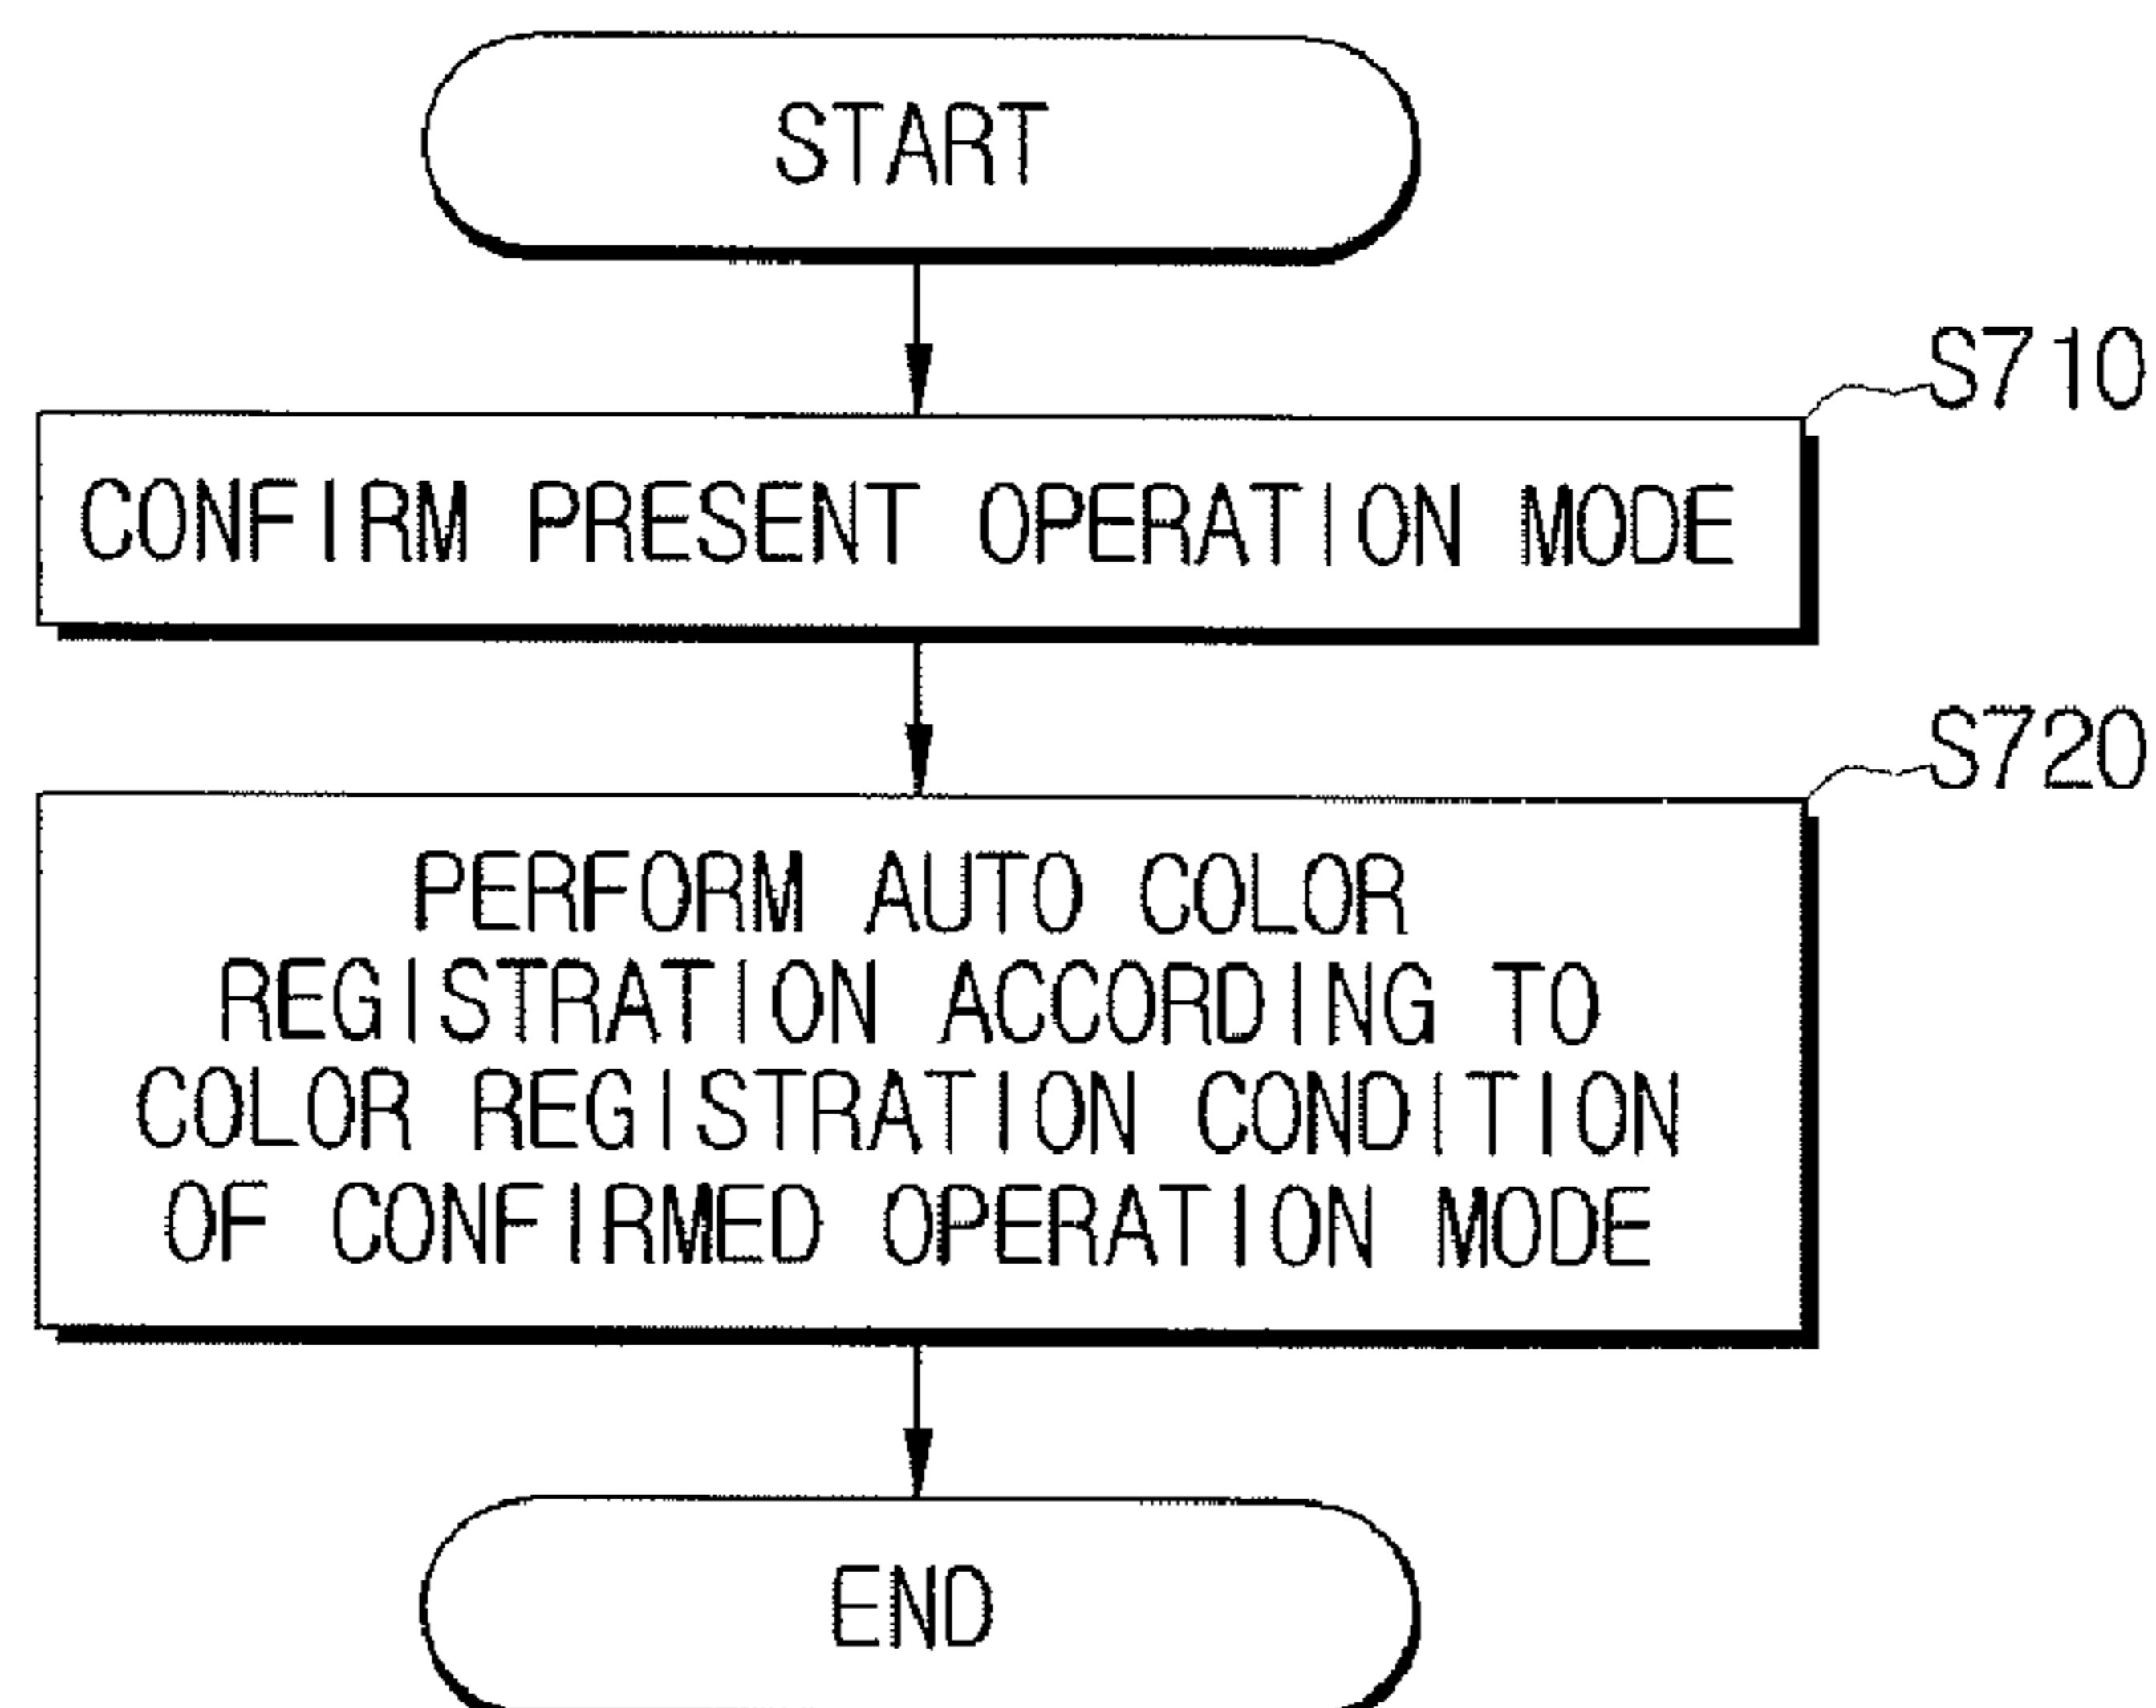 START
S710
CONFIRM PRESENT OPERATION MODE
S720
PERFORM AUTO COLOR
REGISTRATION ACCORDING TO
COLOR REGISTRATION CONDITION
OF CONFIRMED OPERATION MODE
END